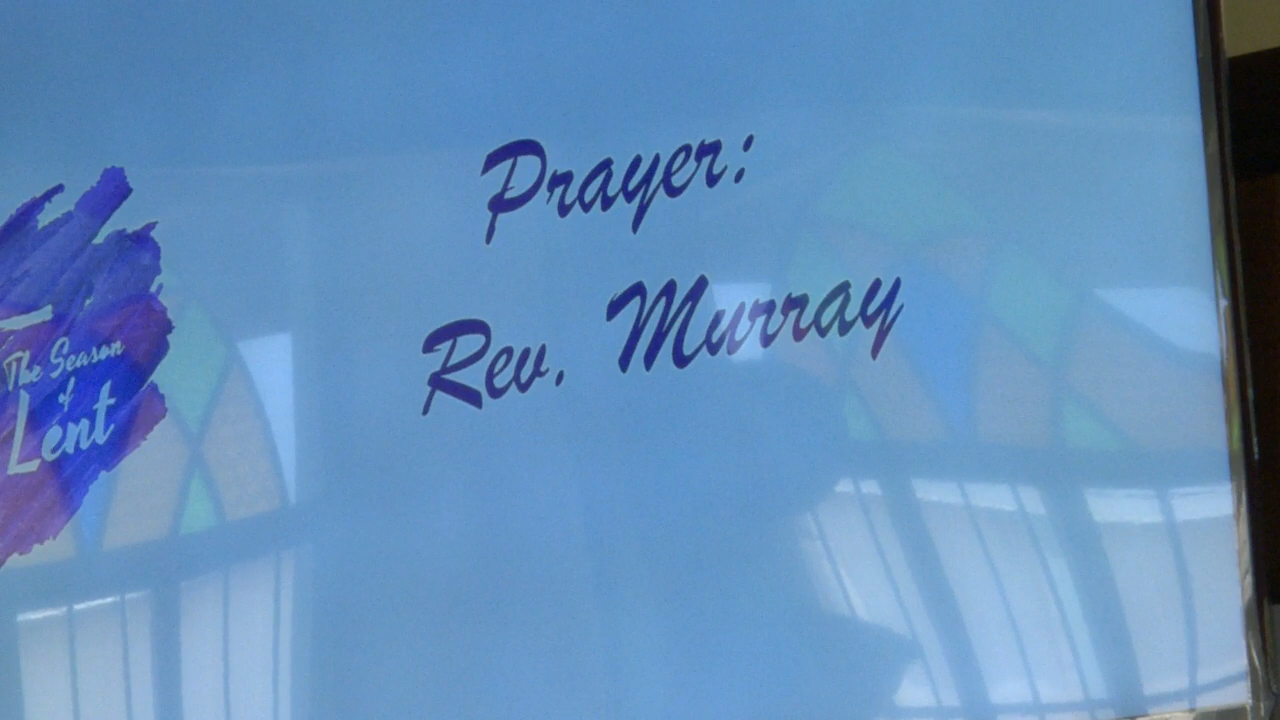 Prayer:
Rev. Murray
The Season
of
Lent